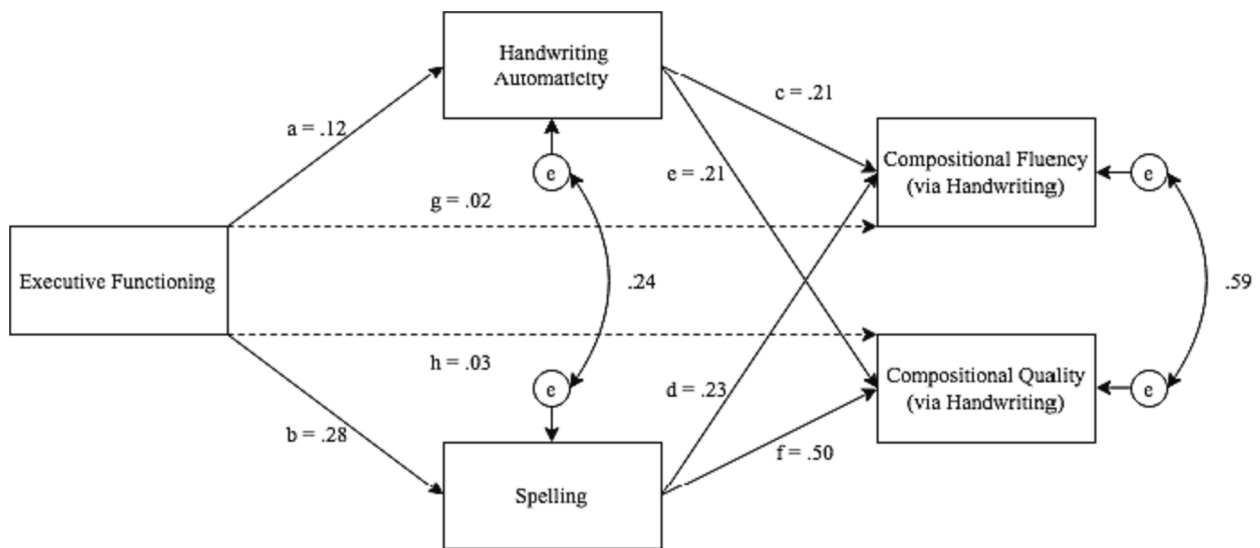 Handwriting
Automaticity
a = .12
c = .21
e
e = .21
Compositional Fluency
(via Handwriting)
e
g = .02
Executive Functioning
.24
.59
h = .03
e
d = .23
Compositional Quality
(via Handwriting)
e
b = .28
f = .50
Spelling